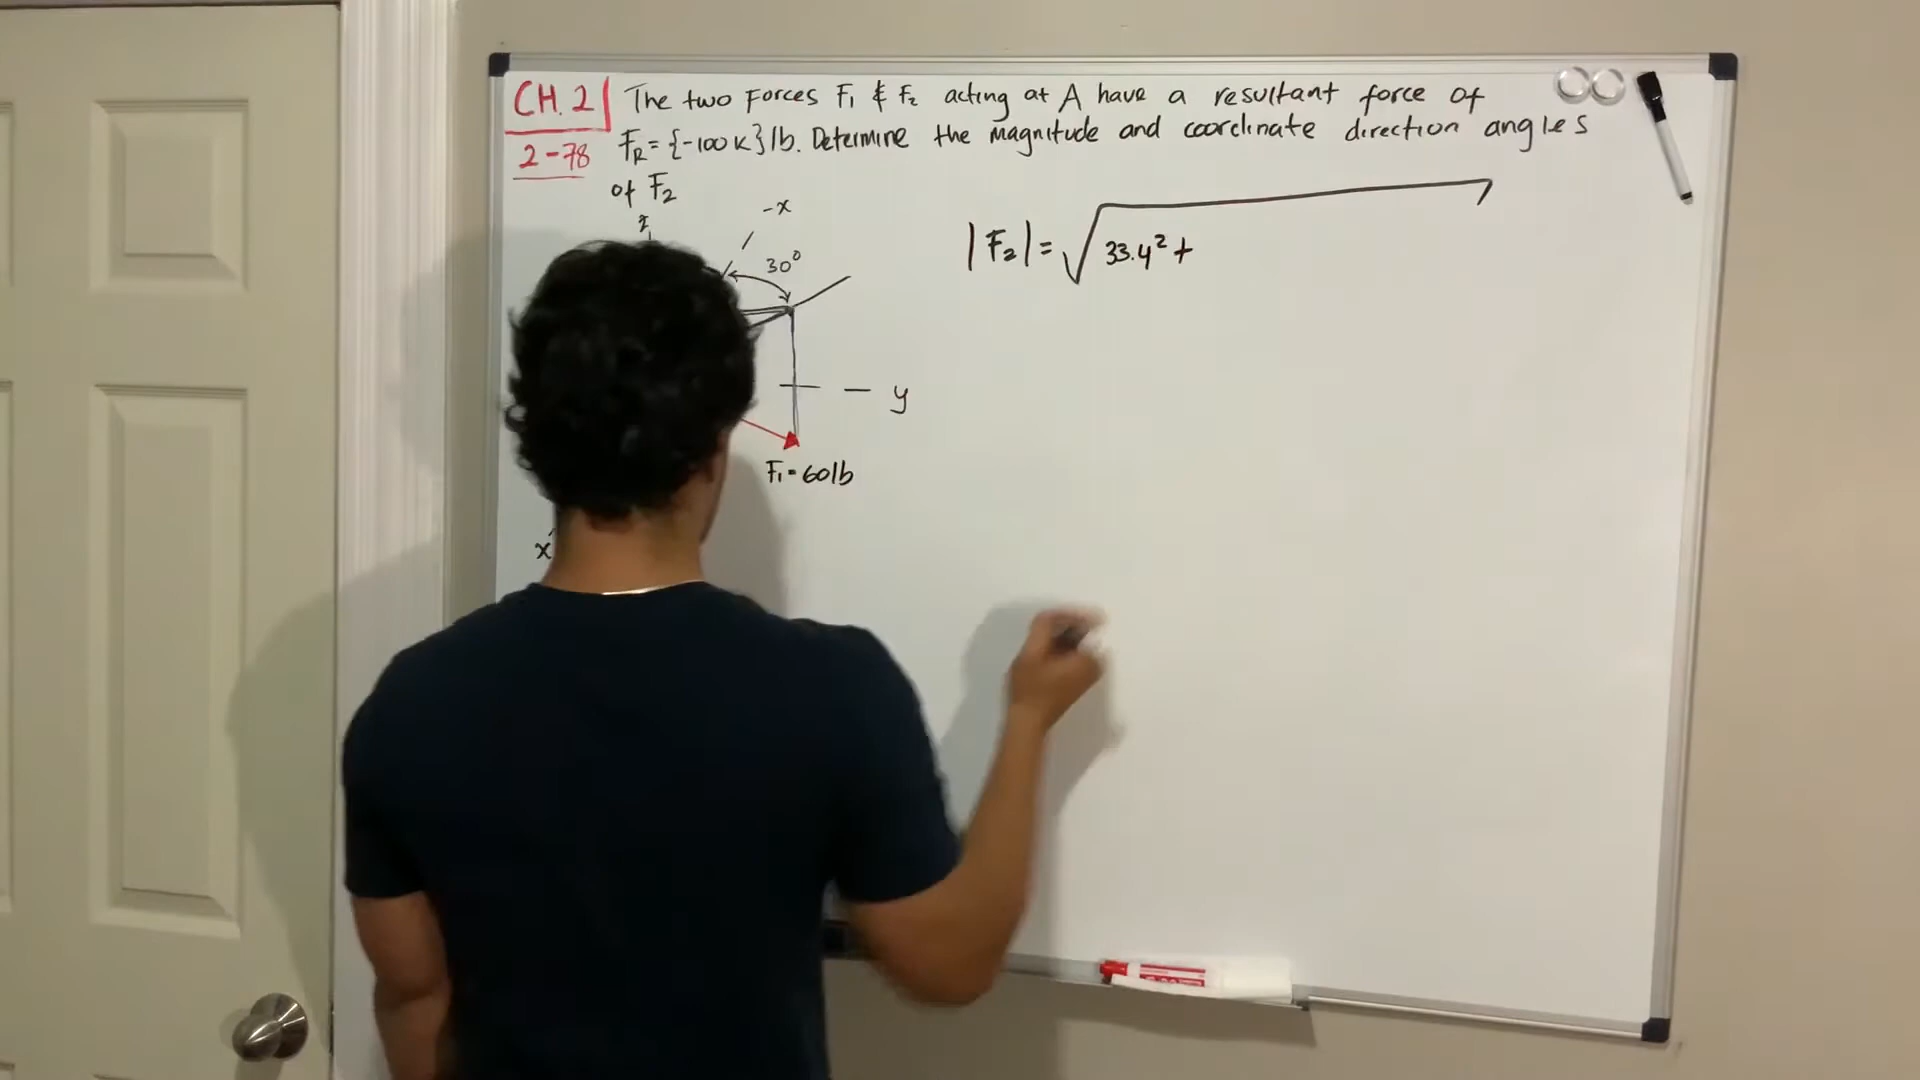 CH. 2
2-78
The two Forces F₁ & F₂ acting at A have a resultant force of
F_R = {-100 K} lb. Determine the magnitude and coordinate direction angles
of F₂
z
-x
30°
y
F₁ = 60 lb
x
|F₂| = √33.4² +